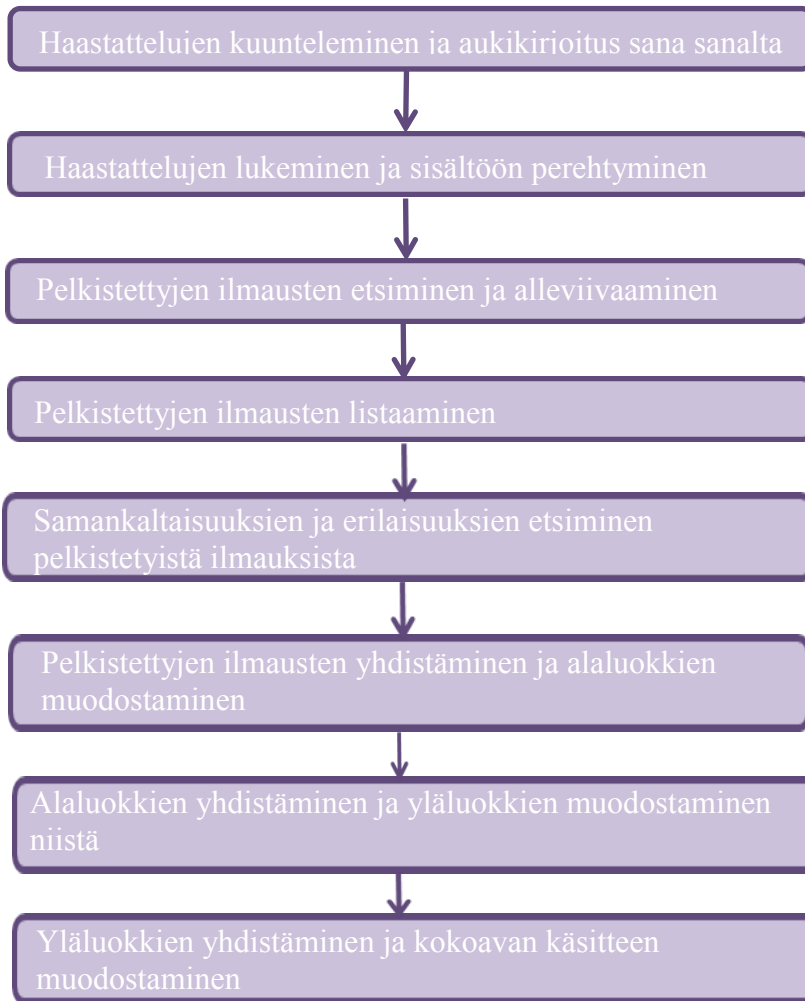 Haastattelujen kuunteleminen ja aukikirjoitus sana sanalta
Haastattelujen lukeminen ja sisältöön perehtyminen
Pelkistettyjen ilmausten etsiminen ja alleviivaaminen
Pelkistettyjen ilmausten listaaminen
Samankaltaisuuksien ja erilaisuuksien etsiminen
pelkistetyistä ilmauksista
Pelkistettyjen ilmausten yhdistäminen ja alaluokkien
muodostaminen
Alaluokkien yhdistäminen ja yläluokkien muodostaminen
niistä
Yläluokkien yhdistäminen ja kokoavan käsitteen
muodostaminen